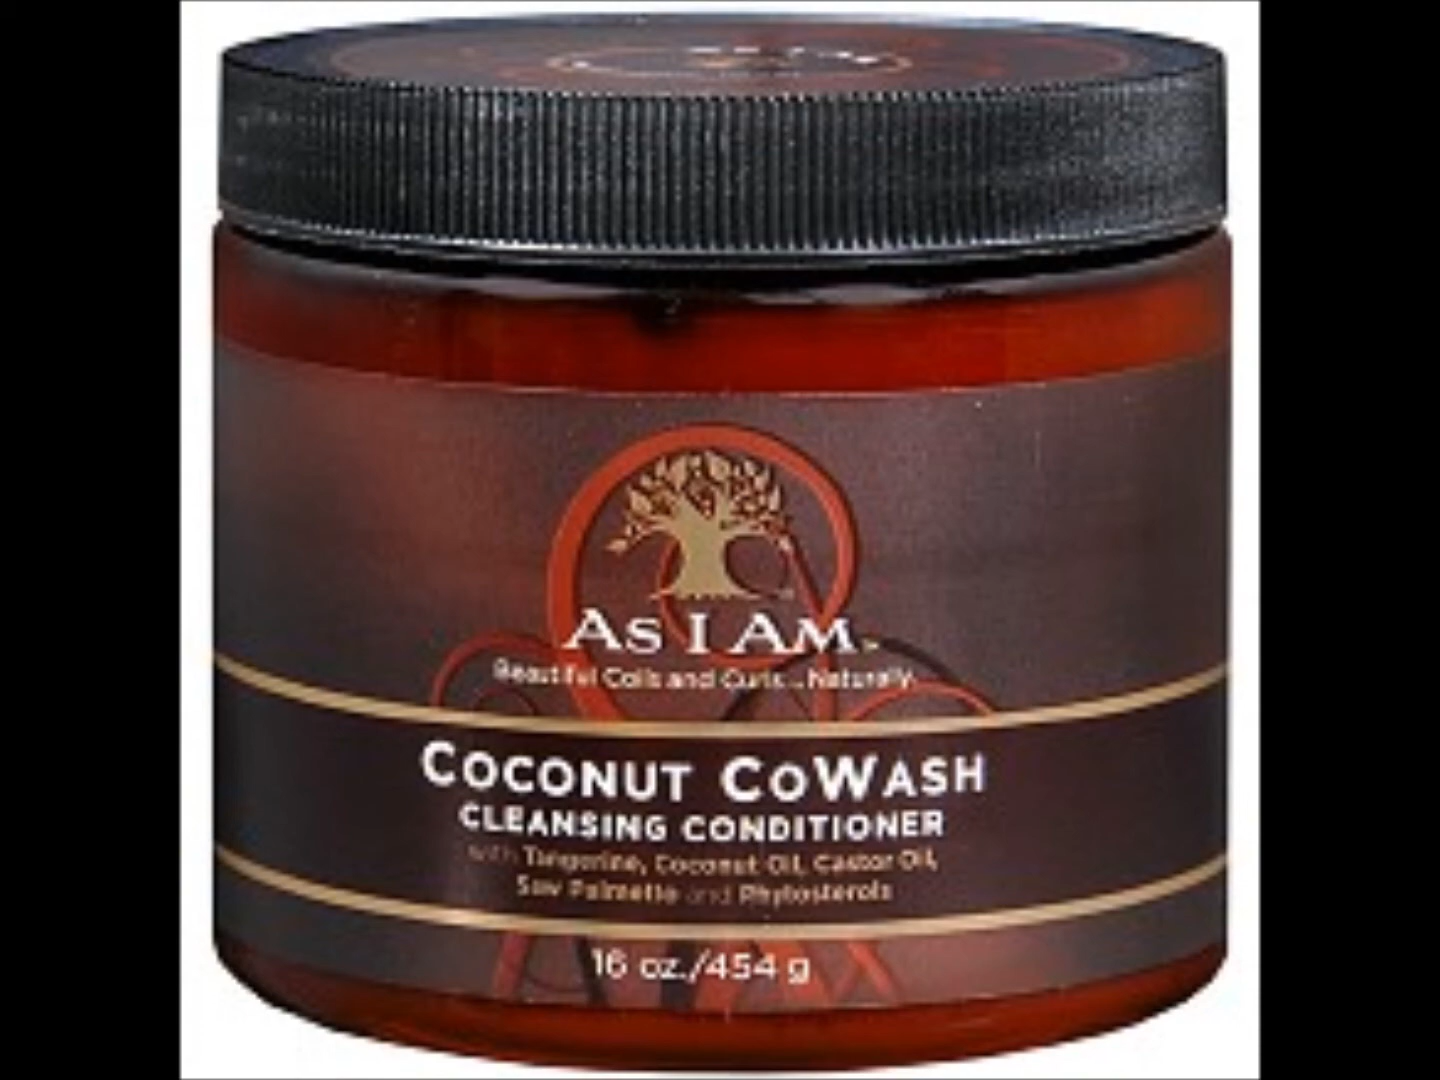 As I Am
Beautiful Coils and Curls... Naturally
Coconut CoWash
Cleansing Conditioner
with Tangerine, Coconut Oil, Castor Oil,
Saw Palmetto and Phytosterols
16 oz./454 g